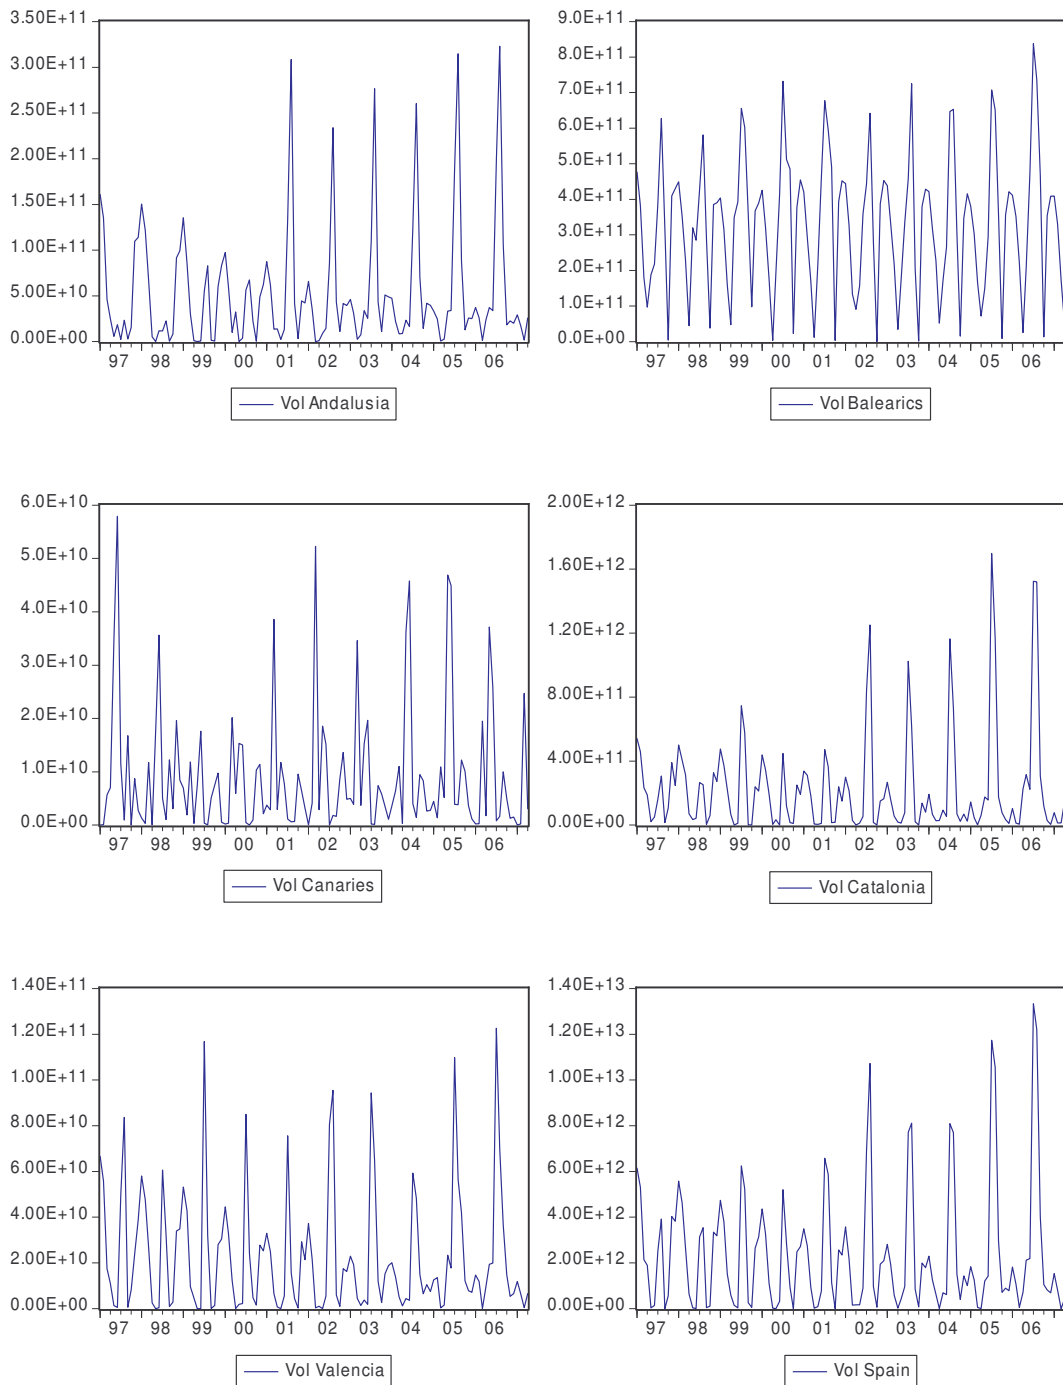 3.50E+11
3.00E+11
2.50E+11
2.00E+11
1.50E+11
1.00E+11
5.00E+10
0.00E+00
97 98 99 00 01 02 03 04 05 06
Vol Andalusia
9.0E+11
8.0E+11
7.0E+11
6.0E+11
5.0E+11
4.0E+11
3.0E+11
2.0E+11
1.0E+11
0.0E+00
97 98 99 00 01 02 03 04 05 06
Vol Balearics
6.0E+10
5.0E+10
4.0E+10
3.0E+10
2.0E+10
1.0E+10
0.0E+00
97 98 99 00 01 02 03 04 05 06
Vol Canaries
2.00E+12
1.60E+12
1.20E+12
8.00E+11
4.00E+11
0.00E+00
97 98 99 00 01 02 03 04 05 06
Vol Catalonia
1.40E+11
1.20E+11
1.00E+11
8.00E+10
6.00E+10
4.00E+10
2.00E+10
0.00E+00
97 98 99 00 01 02 03 04 05 06
Vol Valencia
1.40E+13
1.20E+13
1.00E+13
8.00E+12
6.00E+12
4.00E+12
2.00E+12
0.00E+00
97 98 99 00 01 02 03 04 05 06
Vol Spain